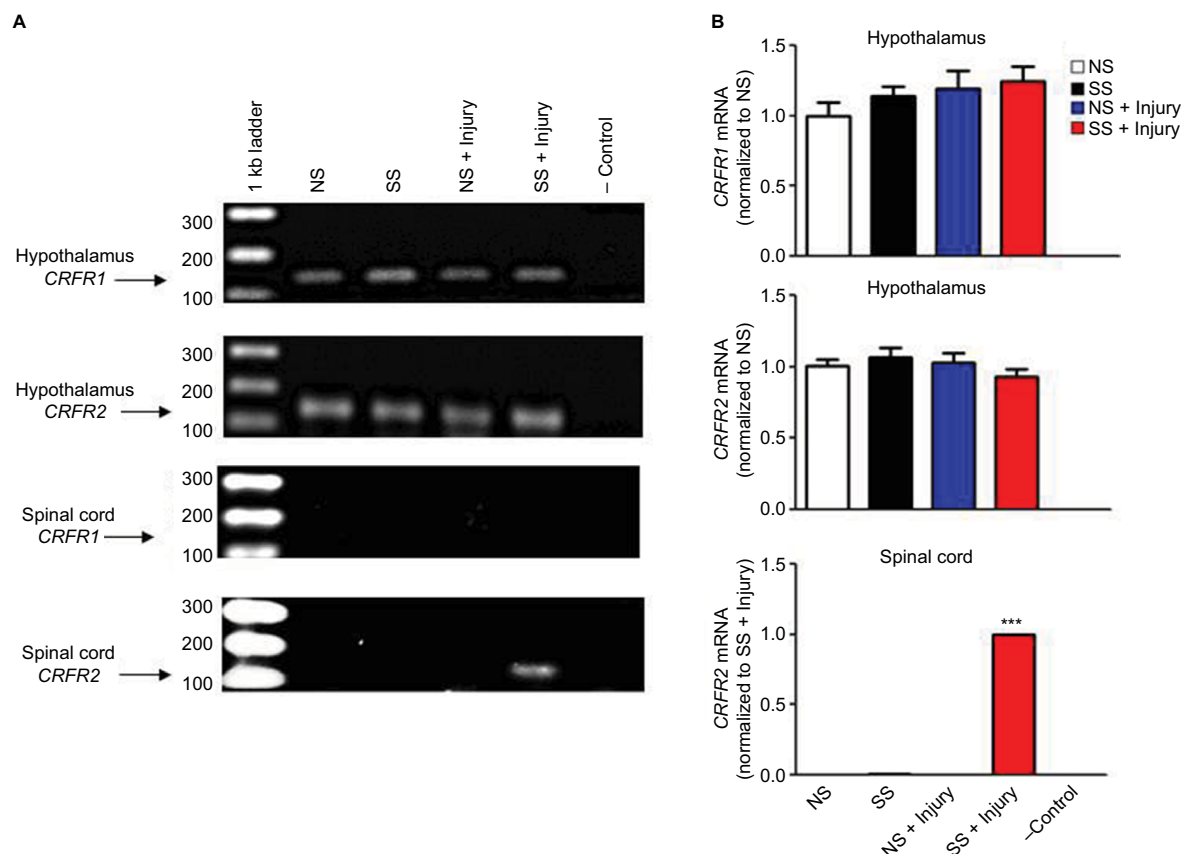 A
1 kb ladder
NS
SS
NS + Injury
SS + Injury
– Control
Hypothalamus
CRFR1
300
200
100
Hypothalamus
CRFR2
300
200
100
Spinal cord
CRFR1
300
200
100
Spinal cord
CRFR2
300
200
100
B
Hypothalamus
CRFR1 mRNA
(normalized to NS)
1.5
1.0
0.5
0.0
NS
SS
NS + Injury
SS + Injury
Hypothalamus
CRFR2 mRNA
(normalized to NS)
1.5
1.0
0.5
0.0
Spinal cord
CRFR2 mRNA
(normalized to SS + Injury)
1.5
1.0
0.5
0.0
***
NS
SS
NS + Injury
SS + Injury
–Control